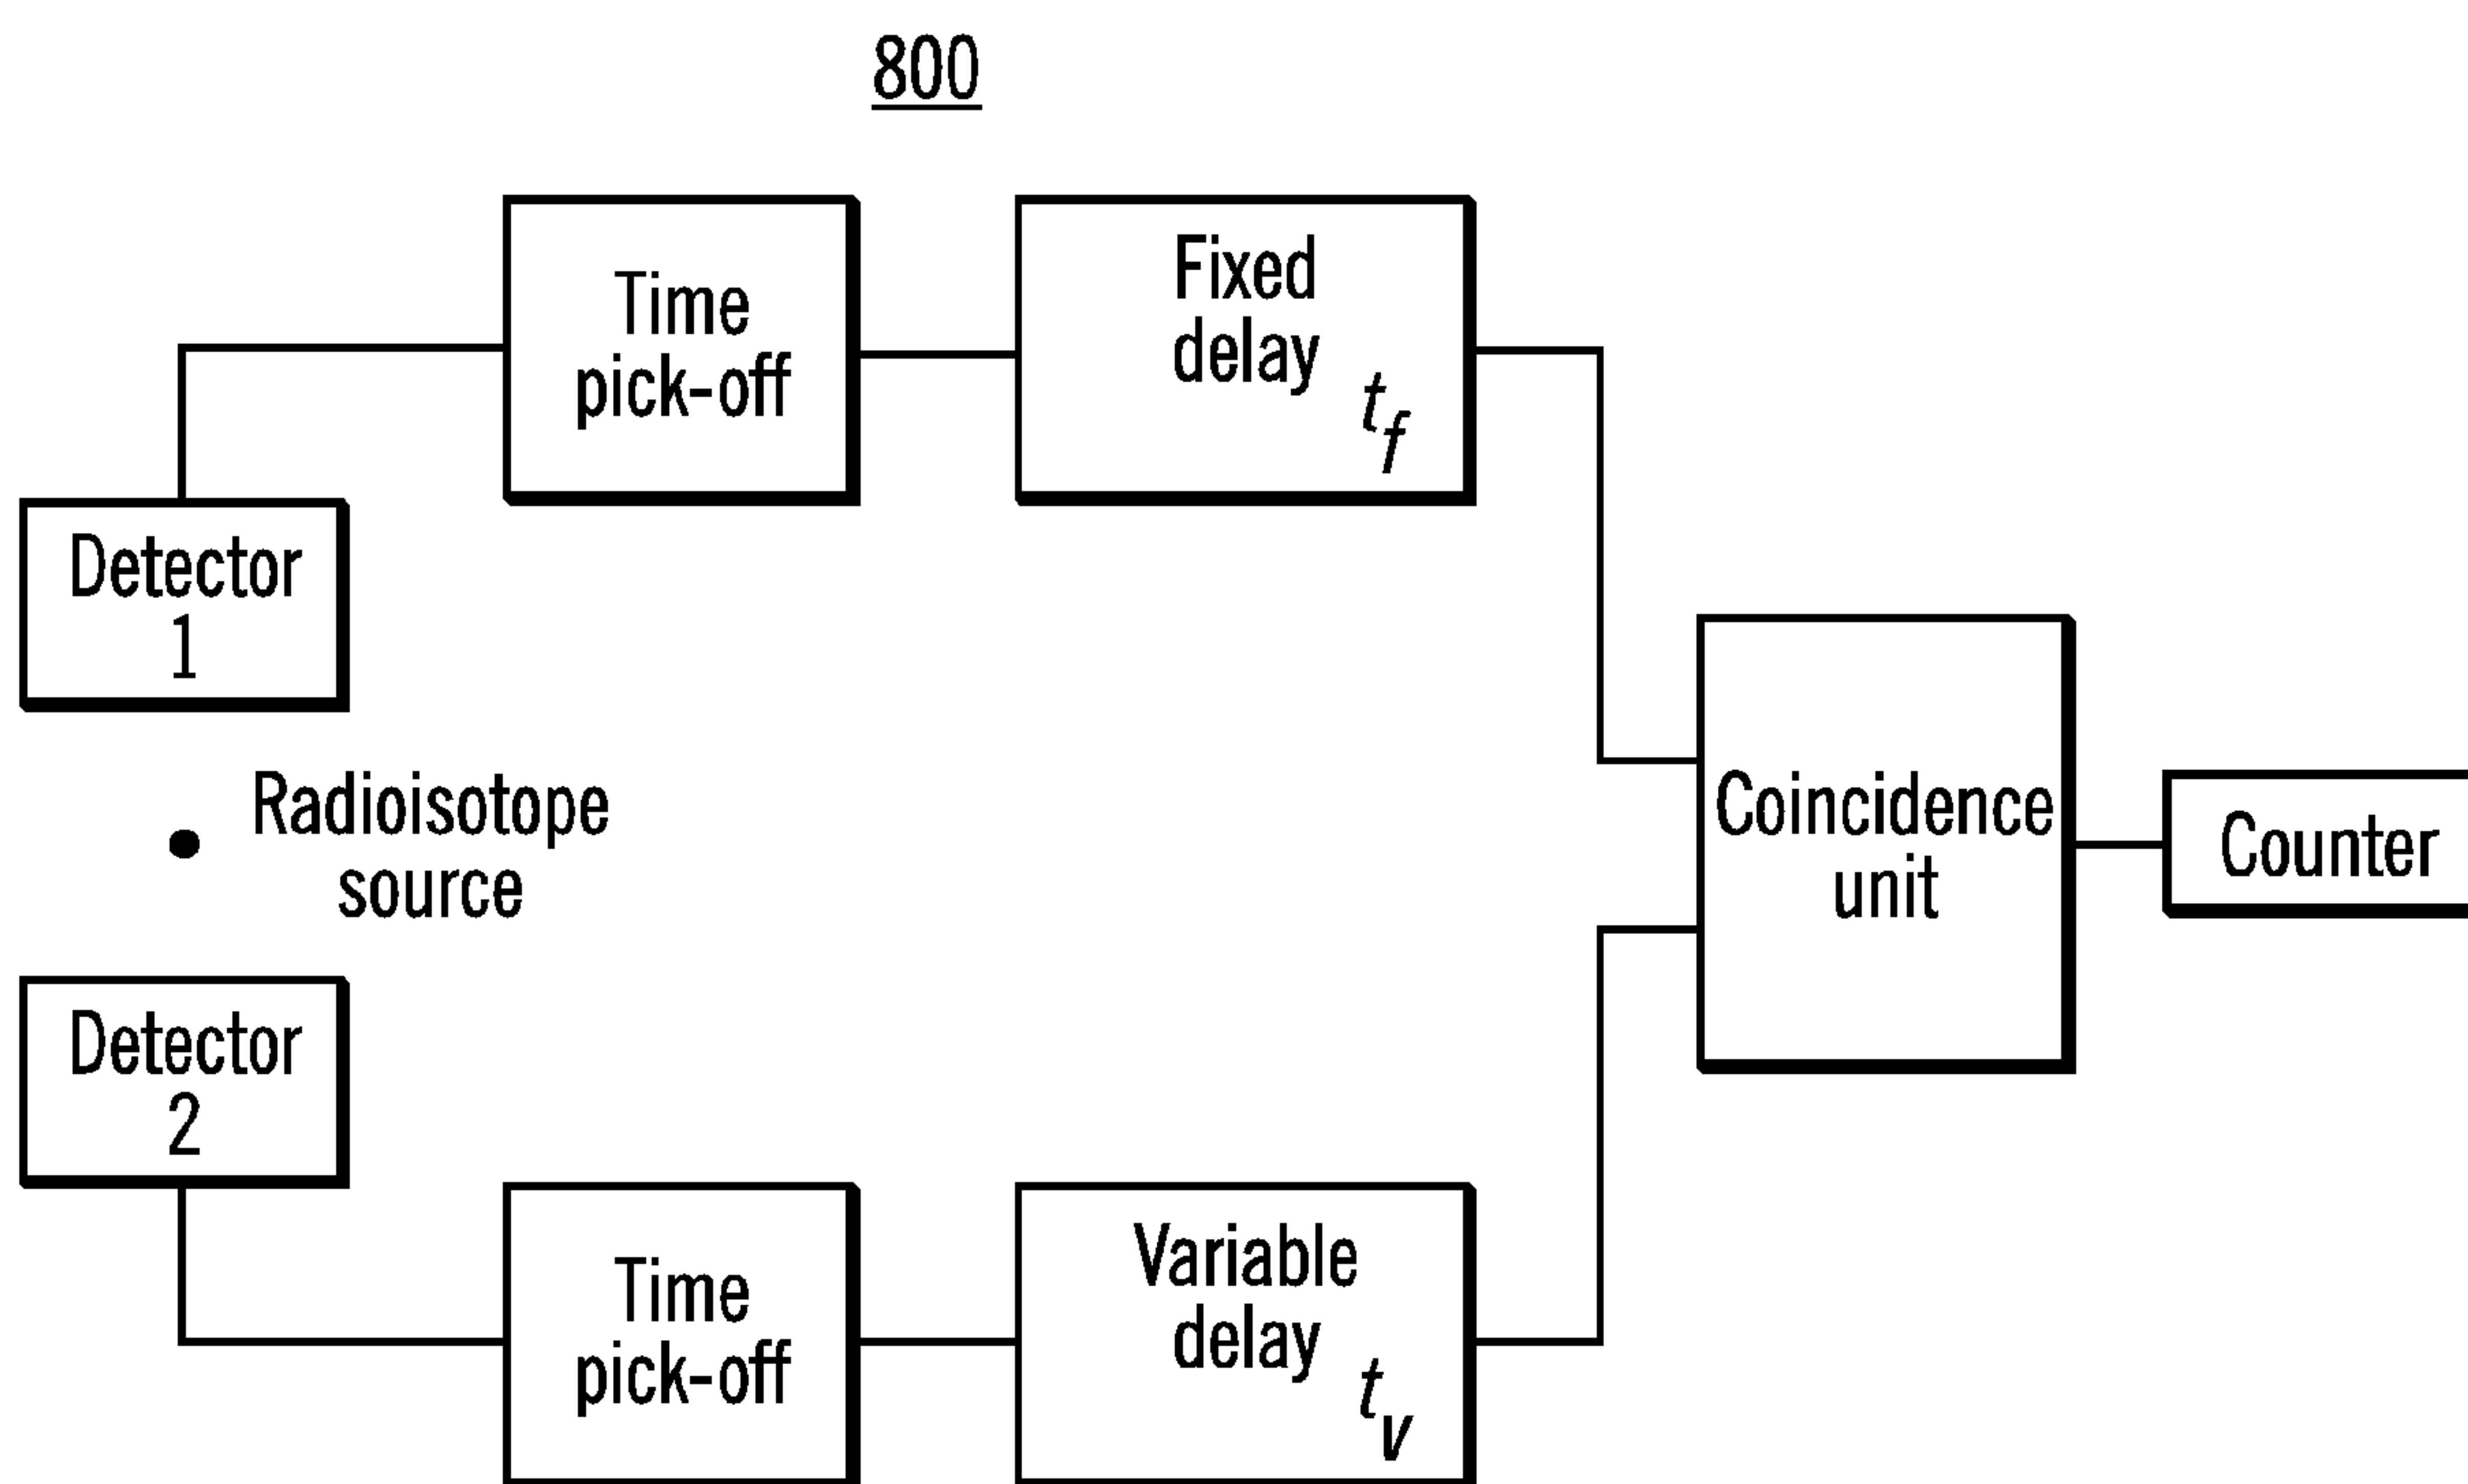 800
Time
pick-off
Fixed
delay
t_f
Detector
1
Radioisotope
source
Coincidence
unit
Counter
Detector
2
Time
pick-off
Variable
delay
t_v